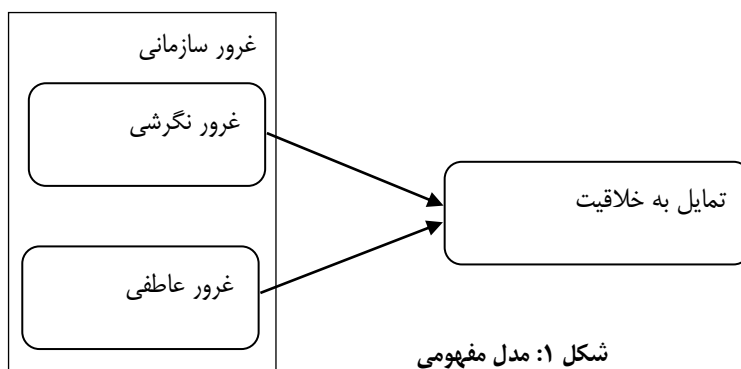 غرور سازمانی
غرور نگرشی
تمایل به خلاقیت
غرور عاطفی
شکل ۱: مدل مفهومی